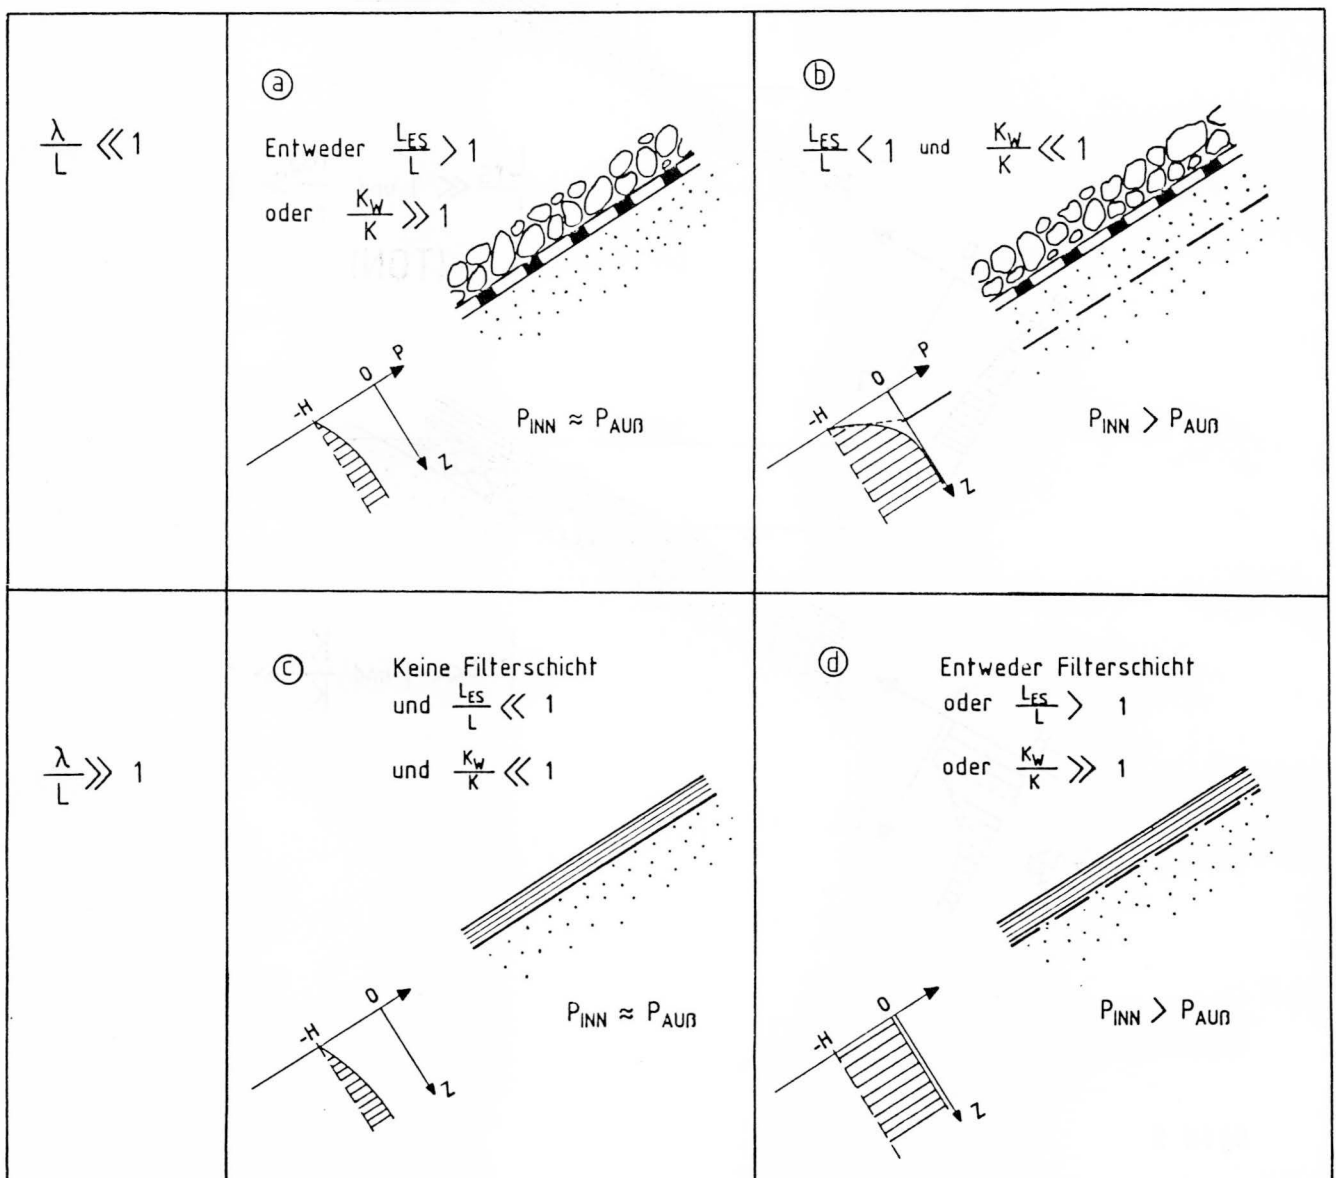 λ/L ≪ 1
ⓐ
Entweder L_ES/L > 1
oder K_W/K ≫ 1
P
0
-H
Z
P_INN ≈ P_AUß
ⓑ
L_ES/L < 1 und K_W/K ≪ 1
P
0
-H
Z
P_INN > P_AUß
λ/L ≫ 1
ⓒ Keine Filterschicht
und L_ES/L ≪ 1
und K_W/K ≪ 1
0
-H
Z
P_INN ≈ P_AUß
ⓓ Entweder Filterschicht
oder L_ES/L > 1
oder K_W/K ≫ 1
0
-H
Z
P_INN > P_AUß